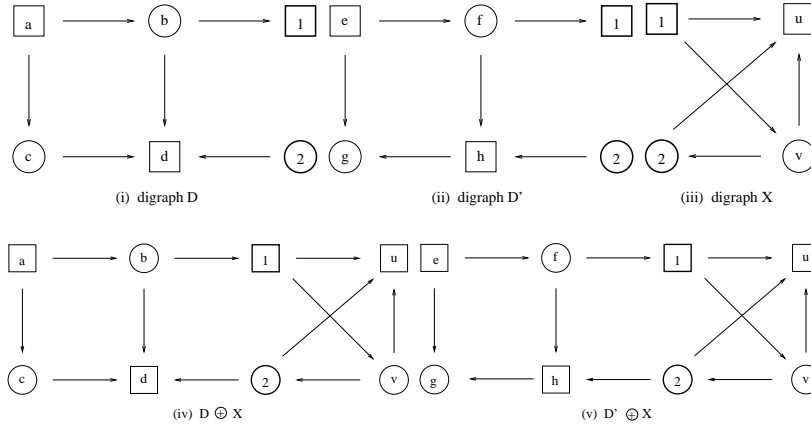 a b 1 e f 1 1 u
c d 2 g h 2 2 v
(i) digraph D (ii) digraph D' (iii) digraph X
a b 1 u e f 1 u
c d 2 v g h 2 v
(iv) D ⊕ X (v) D' ⊕ X